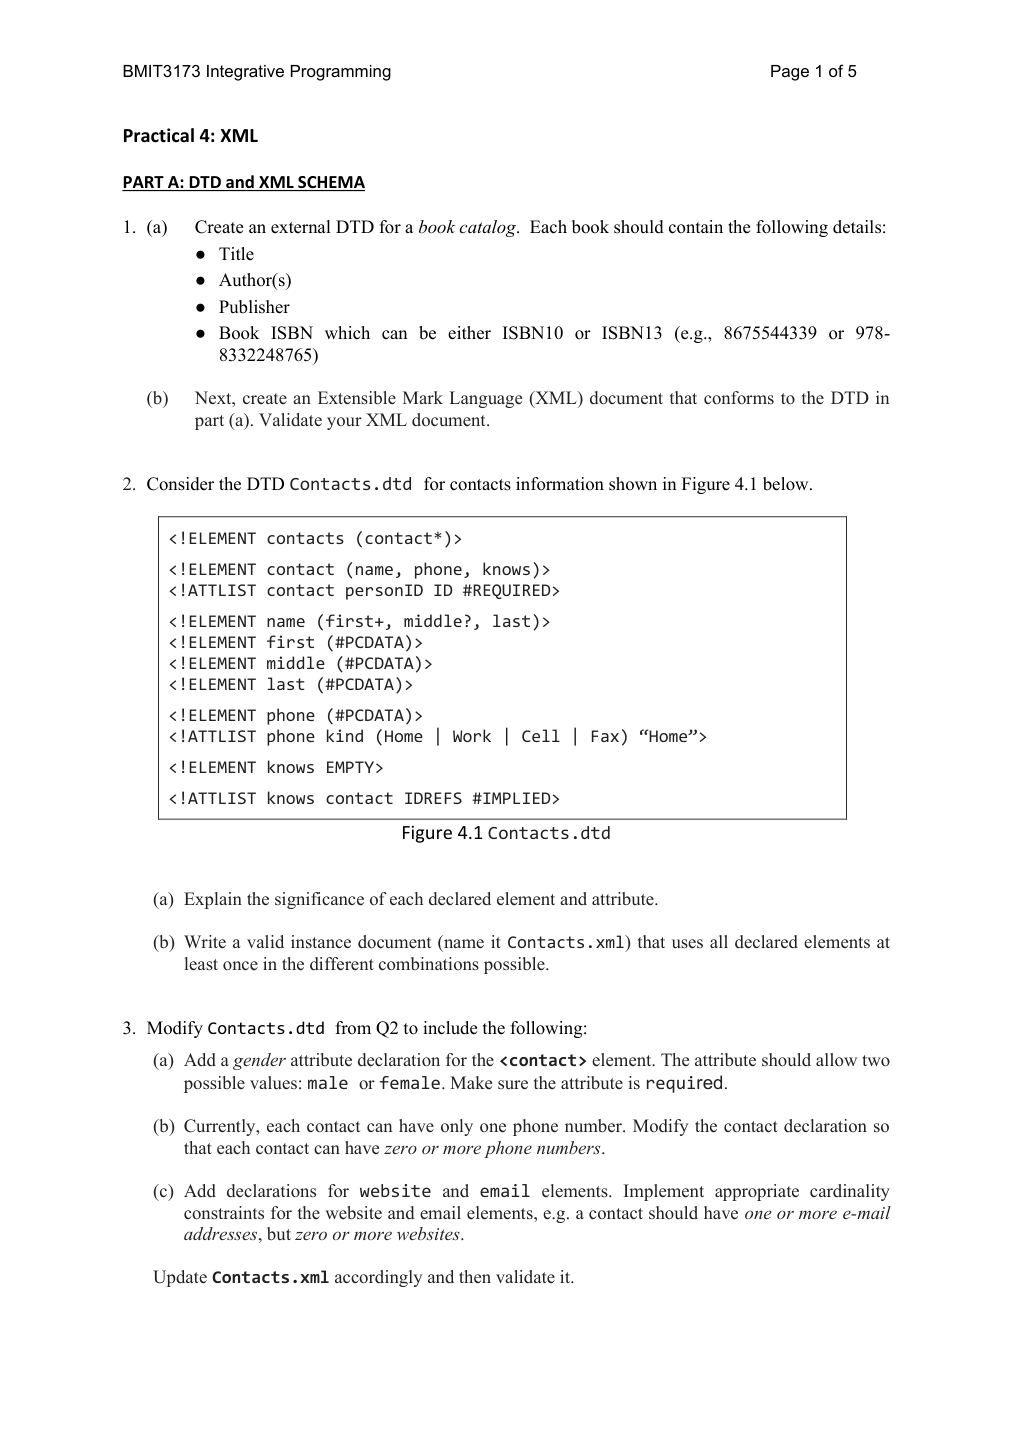 BMIT3173 Integrative Programming Page 1 of 5
Practical 4: XML
PART A: DTD and XML SCHEMA
1. (a) Create an external DTD for a book catalog. Each book should contain the following details:
● Title
● Author(s)
● Publisher
● Book ISBN which can be either ISBN10 or ISBN13 (e.g., 8675544339 or 978-
8332248765)
(b) Next, create an Extensible Mark Language (XML) document that conforms to the DTD in
part (a). Validate your XML document.
2. Consider the DTD Contacts.dtd for contacts information shown in Figure 4.1 below.
<!ELEMENT contacts (contact*)>
<!ELEMENT contact (name, phone, knows)>
<!ATTLIST contact personID ID #REQUIRED>
<!ELEMENT name (first+, middle?, last)>
<!ELEMENT first (#PCDATA)>
<!ELEMENT middle (#PCDATA)>
<!ELEMENT last (#PCDATA)>
<!ELEMENT phone (#PCDATA)>
<!ATTLIST phone kind (Home | Work | Cell | Fax) “Home”>
<!ELEMENT knows EMPTY>
<!ATTLIST knows contact IDREFS #IMPLIED>
Figure 4.1 Contacts.dtd
(a) Explain the significance of each declared element and attribute.
(b) Write a valid instance document (name it Contacts.xml) that uses all declared elements at
least once in the different combinations possible.
3. Modify Contacts.dtd from Q2 to include the following:
(a) Add a gender attribute declaration for the <contact> element. The attribute should allow two
possible values: male or female. Make sure the attribute is required.
(b) Currently, each contact can have only one phone number. Modify the contact declaration so
that each contact can have zero or more phone numbers.
(c) Add declarations for website and email elements. Implement appropriate cardinality
constraints for the website and email elements, e.g. a contact should have one or more e-mail
addresses, but zero or more websites.
Update Contacts.xml accordingly and then validate it.